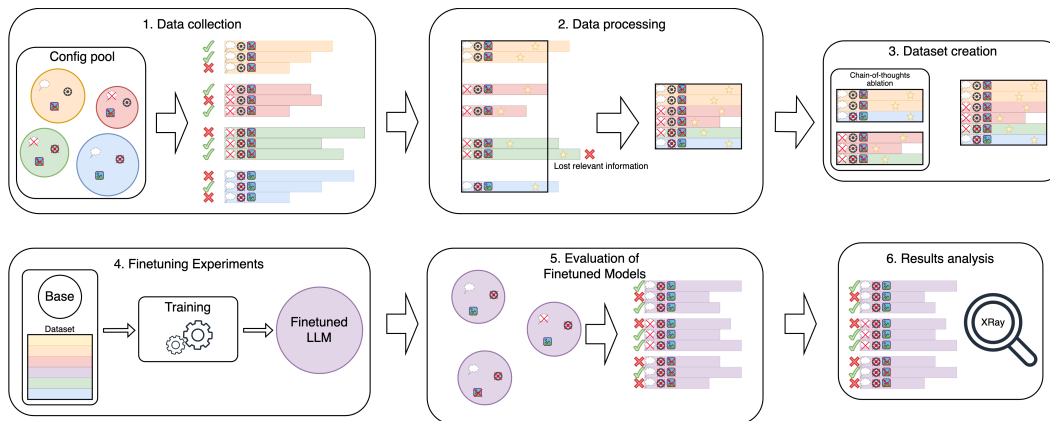 1. Data collection
Config pool
2. Data processing
Lost relevant information
3. Dataset creation
Chain-of-thoughts
ablation
4. Finetuning Experiments
Base
Dataset
Training
Finetuned
LLM
5. Evaluation of
Finetuned Models
6. Results analysis
XRay